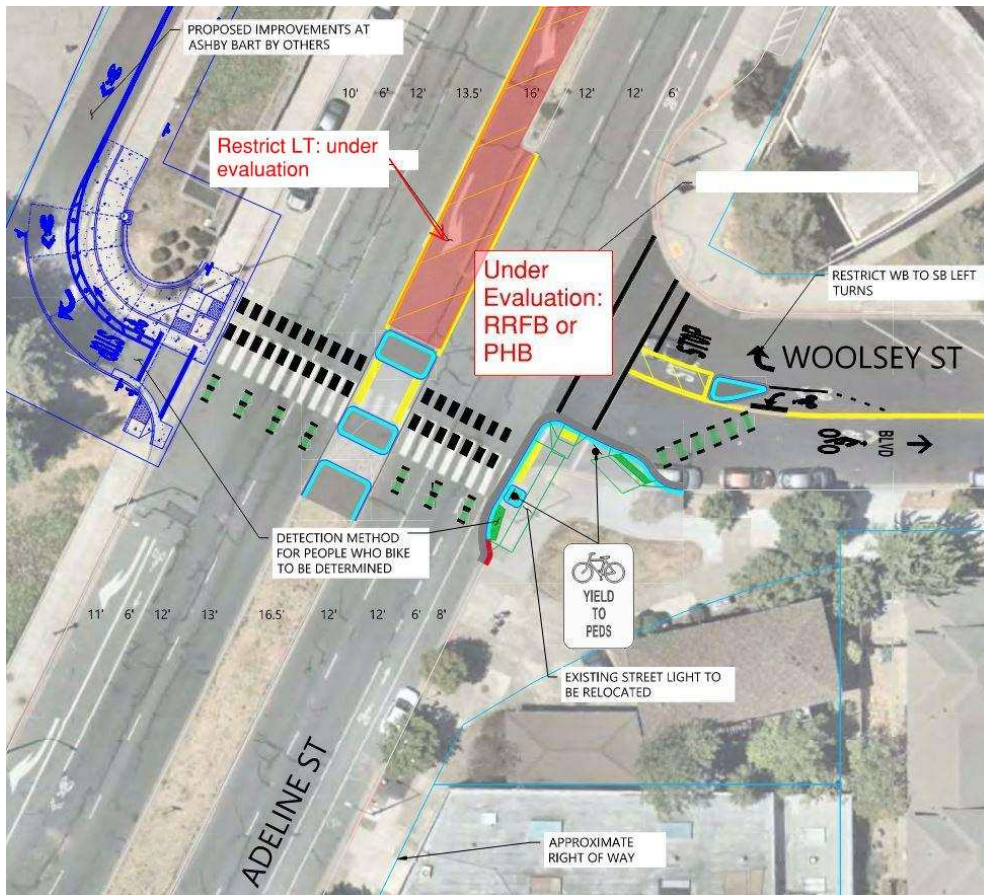 PROPOSED IMPROVEMENTS AT
ASHBY BART BY OTHERS
10' 6' 12' 13.5' 16' 12' 12' 6'
Restrict LT: under
evaluation
Under
Evaluation:
RRFB or
PHB
RESTRICT WB TO SB LEFT
TURNS
STOP
WOOLSEY ST
STOP
BLVD
DETECTION METHOD
FOR PEOPLE WHO BIKE
TO BE DETERMINED
YIELD
TO
PEDS
11' 6' 12' 13' 16.5' 12' 12' 6' 8'
EXISTING STREET LIGHT TO
BE RELOCATED
ADELINE ST
APPROXIMATE
RIGHT OF WAY